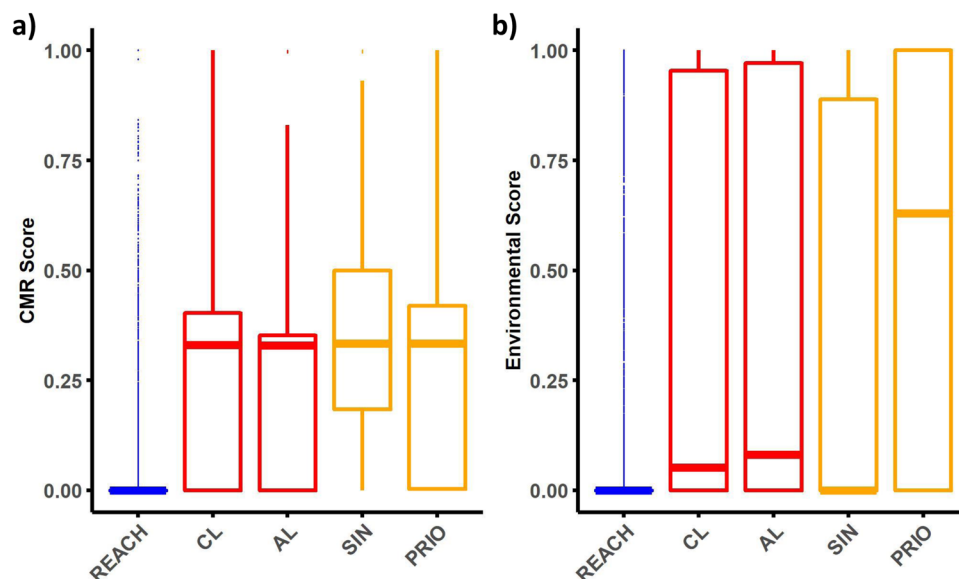 a)
CMR Score
1.00
0.75
0.50
0.25
0.00
REACH
CL
AL
SIN
PRIO
b)
Environmental Score
1.00
0.75
0.50
0.25
0.00
REACH
CL
AL
SIN
PRIO